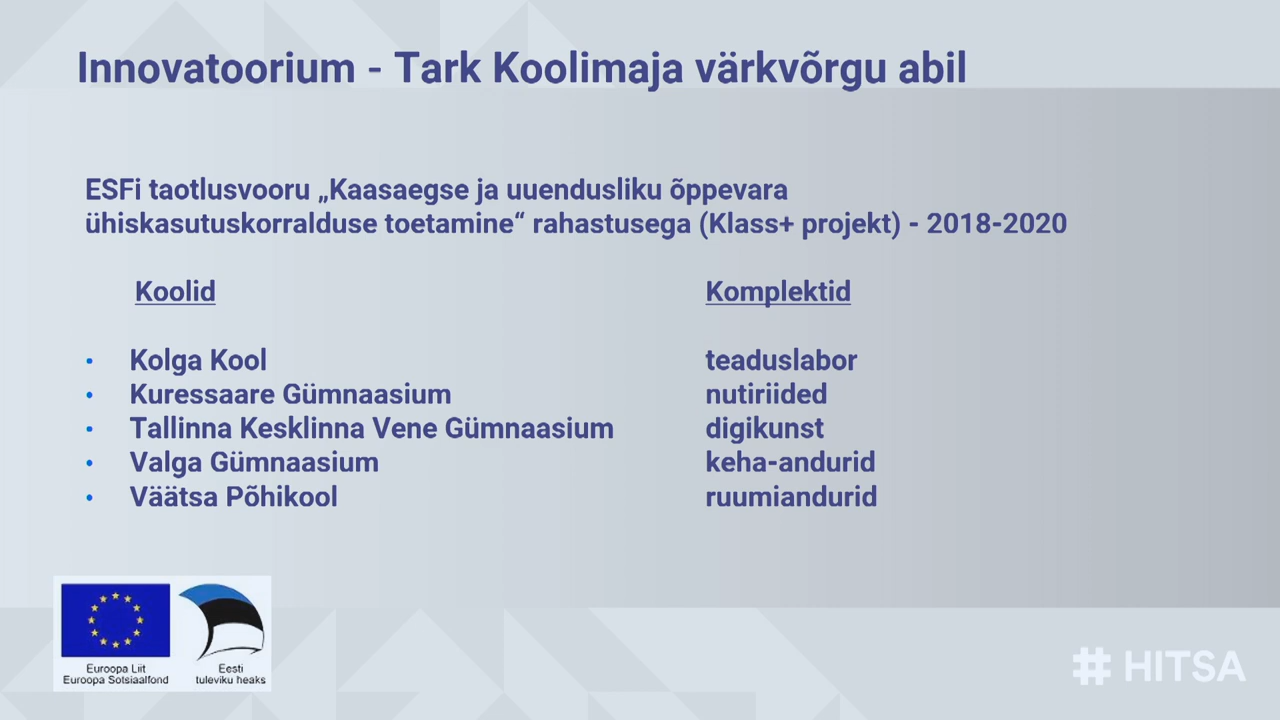 Innovatoorium - Tark Koolimaja värkvõrgu abil
ESFi taotlusvooru „Kaasaegse ja uuendusliku õppevara
ühiskasutuskorralduse toetamine“ rahastusega (Klass+ projekt) - 2018-2020
Koolid Komplektid
• Kolga Kool teaduslabor
• Kuressaare Gümnaasium nutiriided
• Tallinna Kesklinna Vene Gümnaasium digikunst
• Valga Gümnaasium keha-andurid
• Väätsa Põhikool ruumiandurid
Euroopa Liit Eesti
Euroopa Sotsiaalfond tuleviku heaks
# HITSA